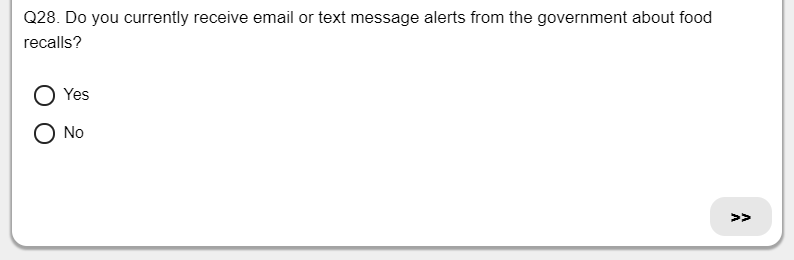 Q28. Do you currently receive email or text message alerts from the government about food
recalls?
Yes
No
>>